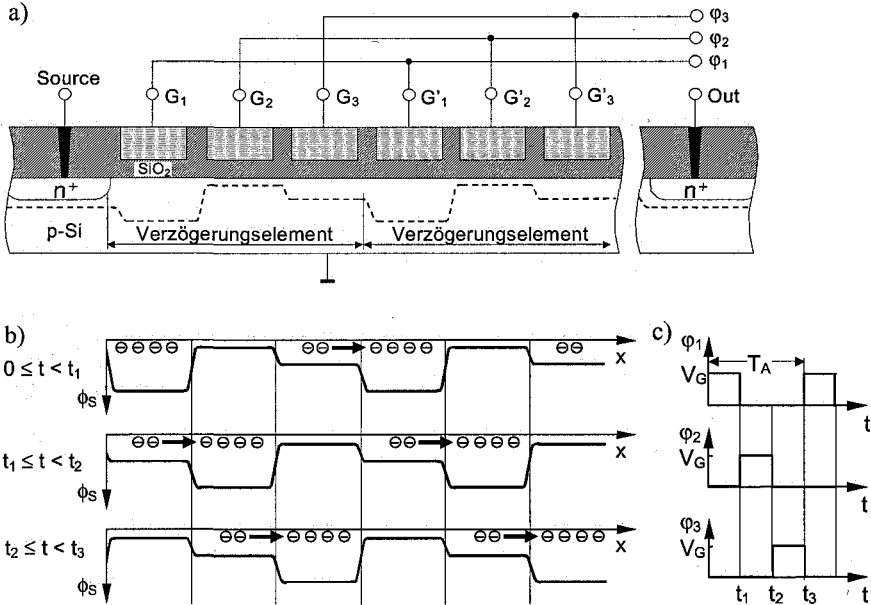 a)
φ3
φ2
φ1
Source G1 G2 G3 G'1 G'2 G'3 Out
SiO2
n+ n+
p-Si Verzögerungselement Verzögerungselement
b)
0 ≤ t < t1
x
ϕS
t1 ≤ t < t2
x
ϕS
t2 ≤ t < t3
x
ϕS
c)
φ1
TA
VG
t
φ2
VG
t
φ3
VG
t1 t2 t3 t